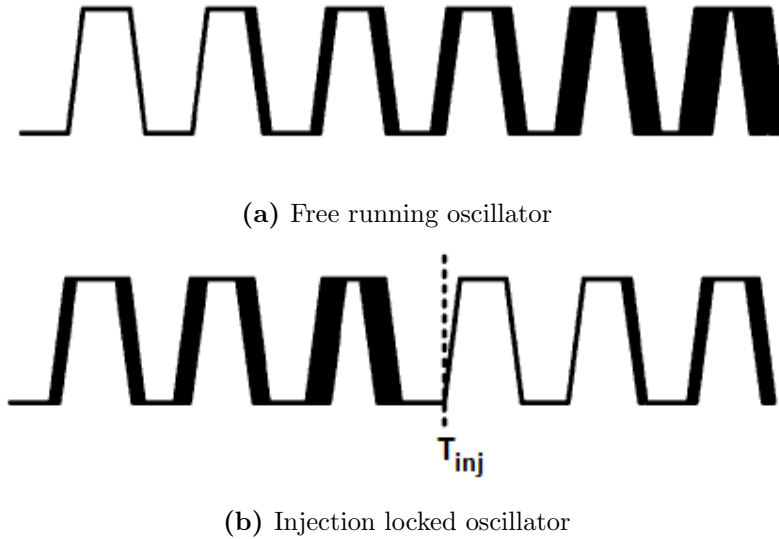 (a) Free running oscillator
T_inj
(b) Injection locked oscillator